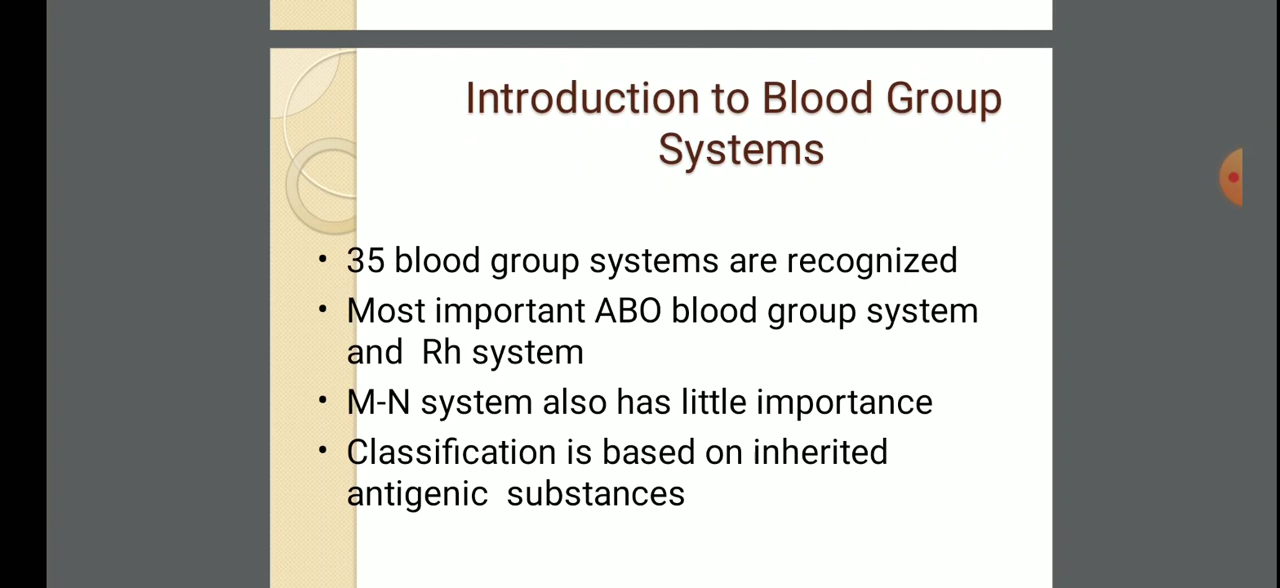 Introduction to Blood Group
Systems
• 35 blood group systems are recognized
• Most important ABO blood group system
and Rh system
• M-N system also has little importance
• Classification is based on inherited
antigenic substances